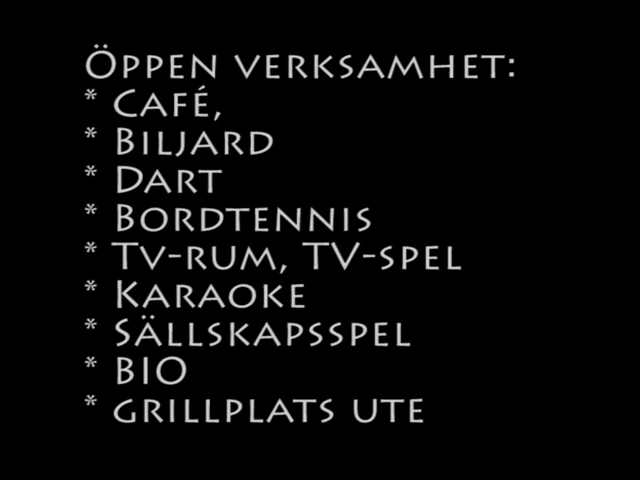 Öppen verksamhet:
* Café,
* Biljard
* Dart
* Bordtennis
* Tv-rum, TV-spel
* Karaoke
* Sällskapsspel
* BIO
* grillplats ute